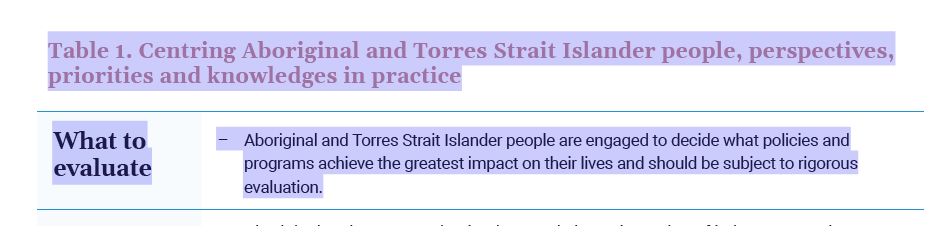 Table 1. Centring Aboriginal and Torres Strait Islander people, perspectives,
priorities and knowledges in practice
What to
evaluate
– Aboriginal and Torres Strait Islander people are engaged to decide what policies and
programs achieve the greatest impact on their lives and should be subject to rigorous
evaluation.